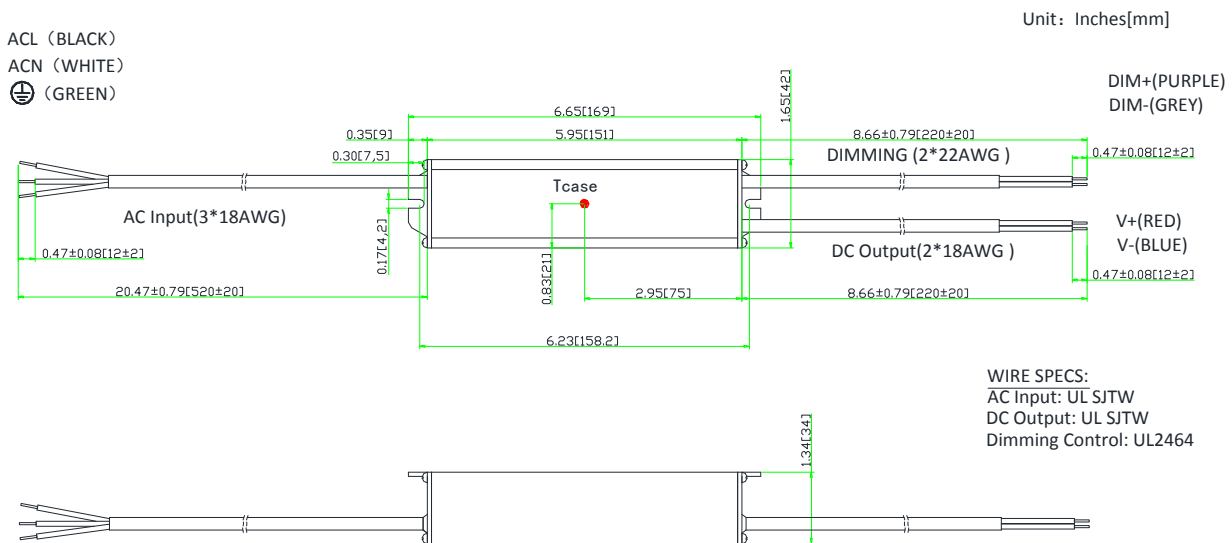 Unit：Inches[mm]
ACL（BLACK）
ACN（WHITE）
（GREEN）
DIM+(PURPLE)
DIM-(GREY)
6.65[169]
1.65[42]
0.35[9]
5.95[151]
8.66±0.79[220±20]
0.30[7,5]
DIMMING (2*22AWG )
0.47±0.08[12±2]
Tcase
AC Input(3*18AWG)
V+(RED)
V-(BLUE)
DC Output(2*18AWG )
0.47±0.08[12±2]
0.17[4,2]
0.83[21]
0.47±0.08[12±2]
20.47±0.79[520±20]
2.95[75]
8.66±0.79[220±20]
6.23[158.2]
WIRE SPECS:
AC Input: UL SJTW
DC Output: UL SJTW
Dimming Control: UL2464
1.34[34]